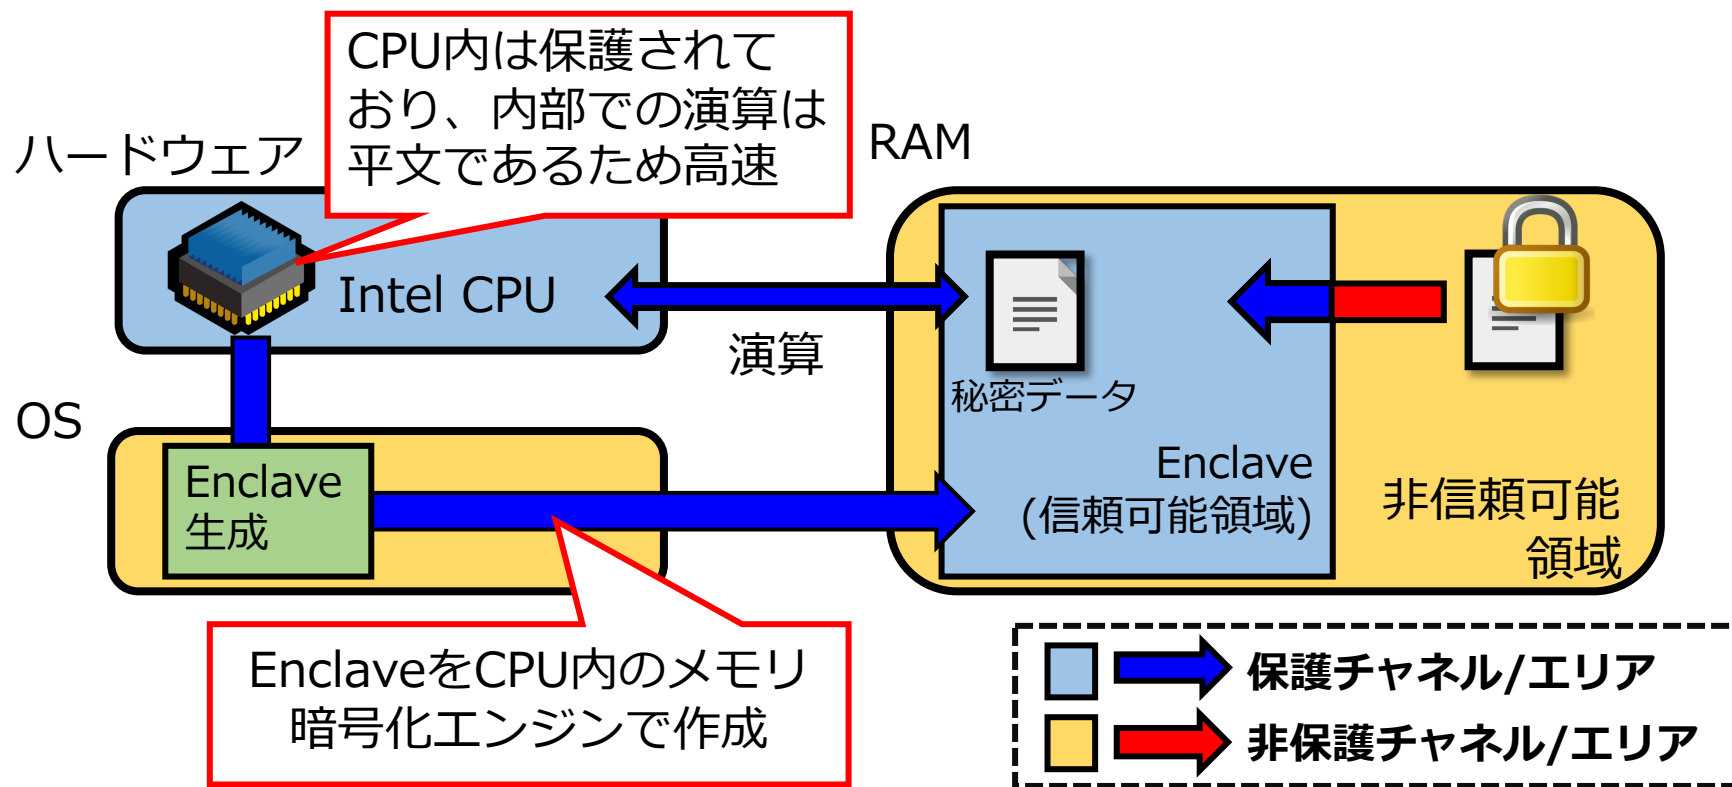 CPU内は保護されて
おり、内部での演算は
平文であるため高速
ハードウェア
RAM
Intel CPU
演算
秘密データ
OS
Enclave
生成
Enclave
(信頼可能領域)
非信頼可能
領域
EnclaveをCPU内のメモリ
暗号化エンジンで作成
保護チャネル/エリア
非保護チャネル/エリア